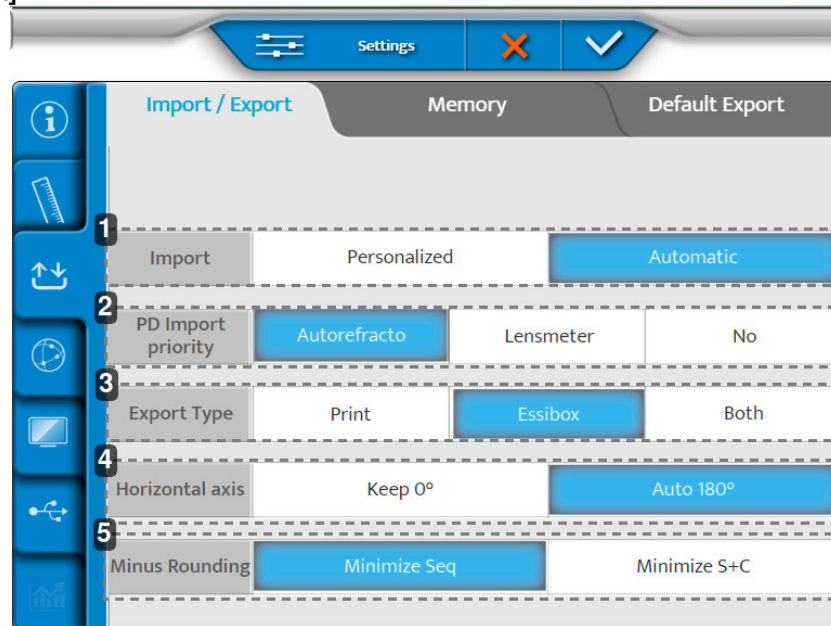 Settings
Import / Export Memory Default Export
1
Import Personalized Automatic
2
PD Import
priority Autorefracto Lensmeter No
3
Export Type Print Essibox Both
4
Horizontal axis Keep 0° Auto 180°
5
Minus Rounding Minimize Seq Minimize S+C